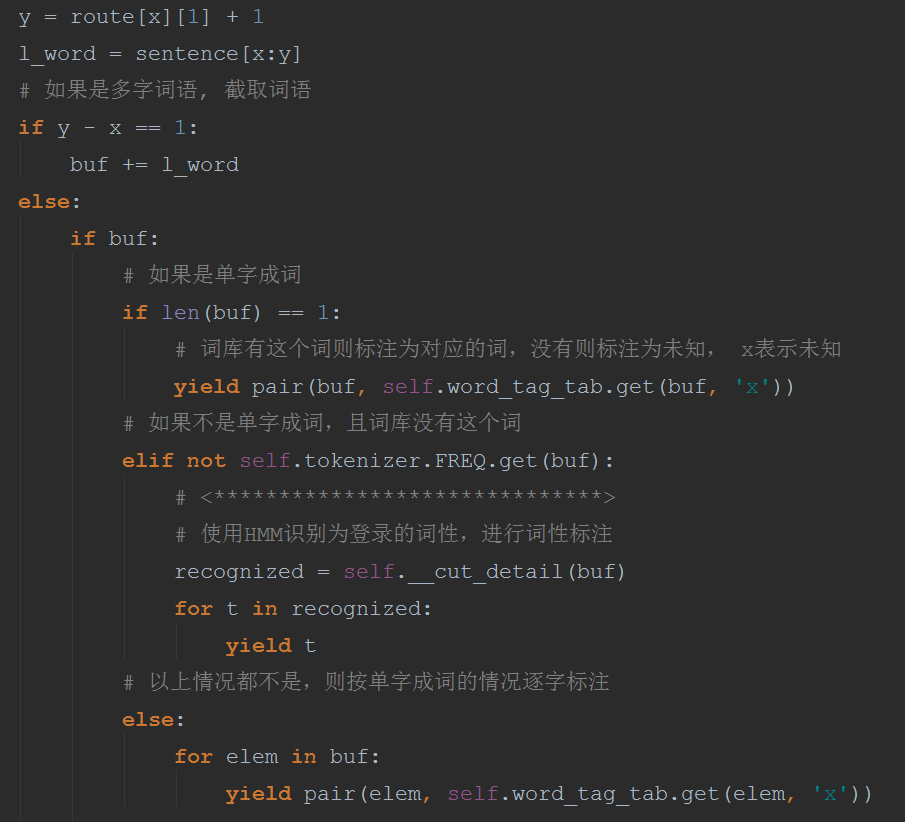 y = route[x][1] + 1
l_word = sentence[x:y]
# 如果是多字词语, 截取词语
if y - x == 1:
    buf += l_word
else:
    if buf:
        # 如果是单字成词
        if len(buf) == 1:
            # 词库有这个词则标注为对应的词，没有则标注为未知， x表示未知
            yield pair(buf, self.word_tag_tab.get(buf, 'x'))
        # 如果不是单字成词，且词库没有这个词
        elif not self.tokenizer.FREQ.get(buf):
            # <******************************>
            # 使用HMM识别为登录的词性，进行词性标注
            recognized = self.__cut_detail(buf)
            for t in recognized:
                yield t
        # 以上情况都不是，则按单字成词的情况逐字标注
        else:
            for elem in buf:
                yield pair(elem, self.word_tag_tab.get(elem, 'x'))